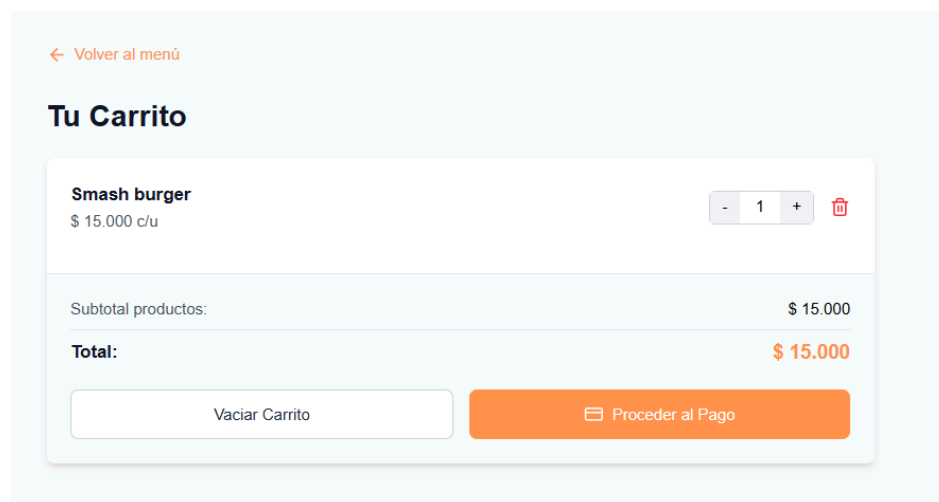 Volver al menú
Tu Carrito
Smash burger
$ 15.000 c/u
- 1 +
Subtotal productos: $ 15.000
Total: $ 15.000
Vaciar Carrito Proceder al Pago